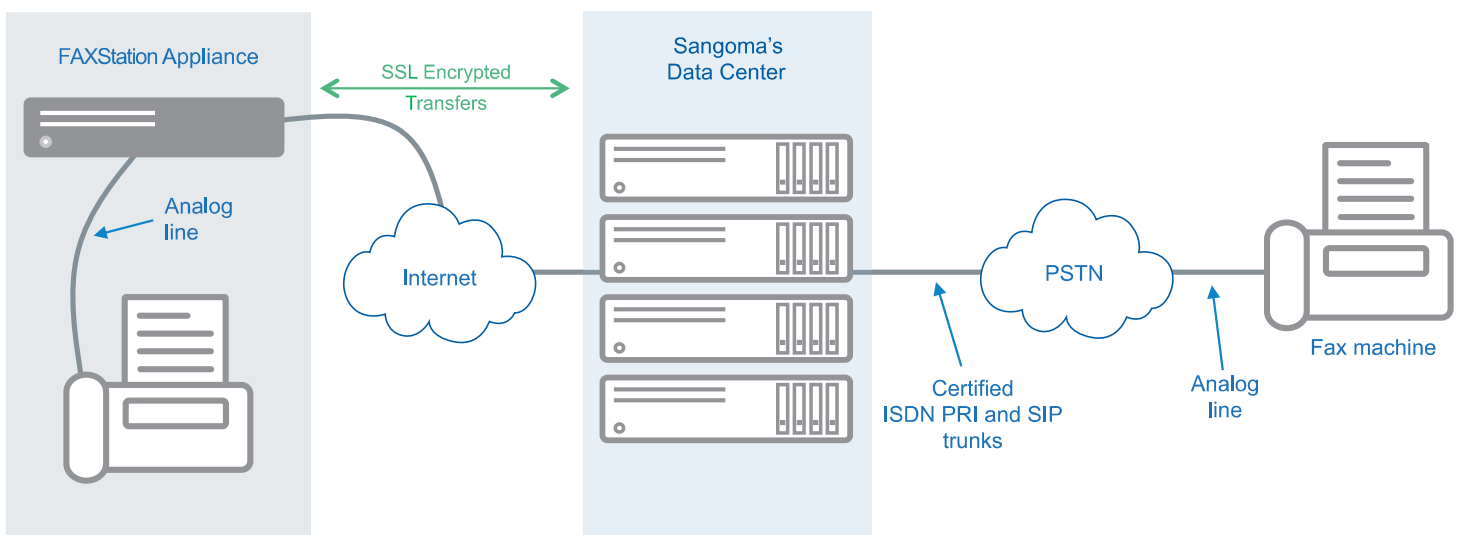 FAXStation Appliance
SSL Encrypted
Transfers
Sangoma's
Data Center
Analog
line
Internet
PSTN
Fax machine
Certified
ISDN PRI and SIP
trunks
Analog
line